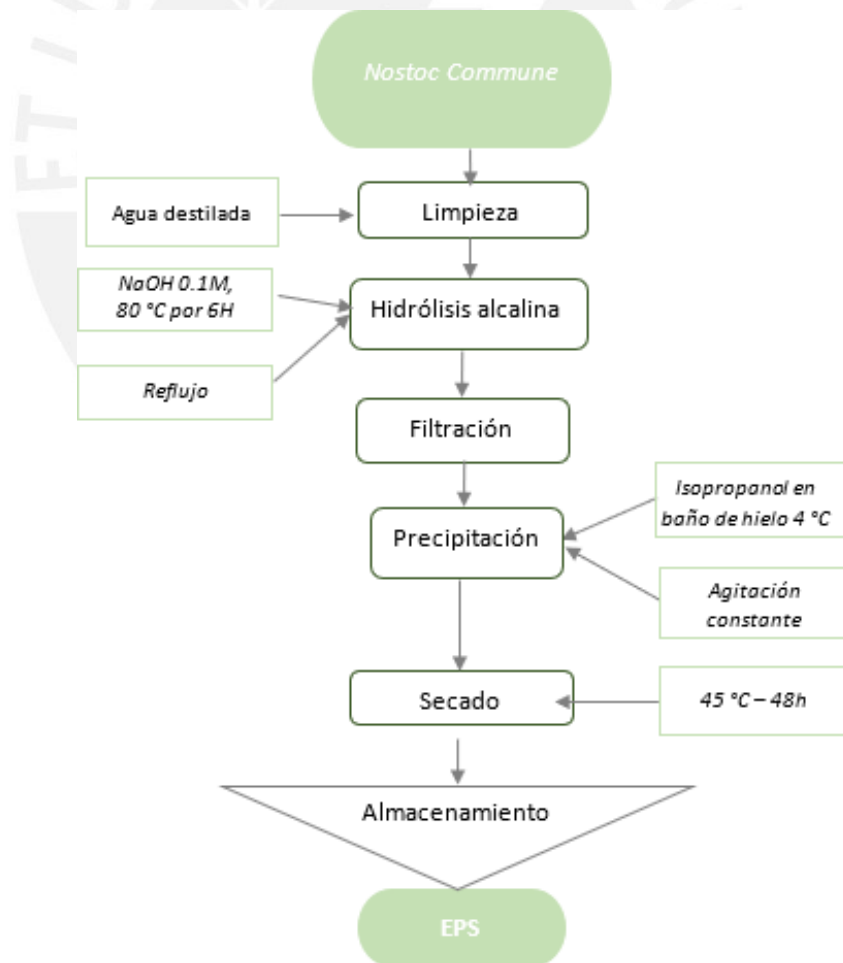 Nostoc Commune
Agua destilada
Limpieza
NaOH 0.1M,
80 °C por 6H
Hidrólisis alcalina
Reflujo
Filtración
Isopropanol en
baño de hielo 4 °C
Precipitación
Agitación
constante
Secado
45 °C – 48h
Almacenamiento
EPS